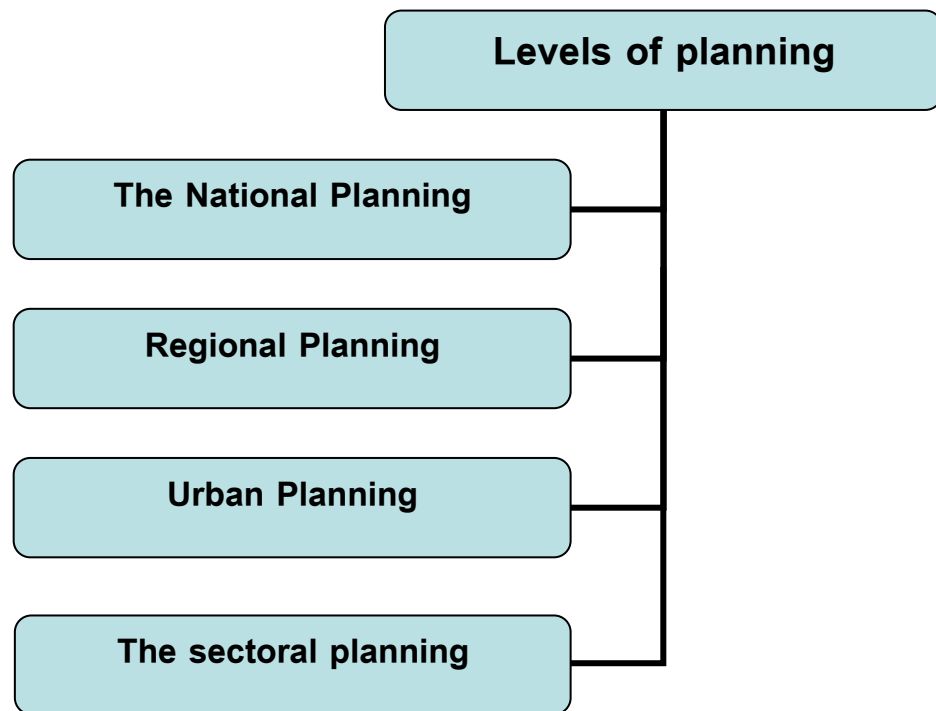 Levels of planning
The National Planning
Regional Planning
Urban Planning
The sectoral planning